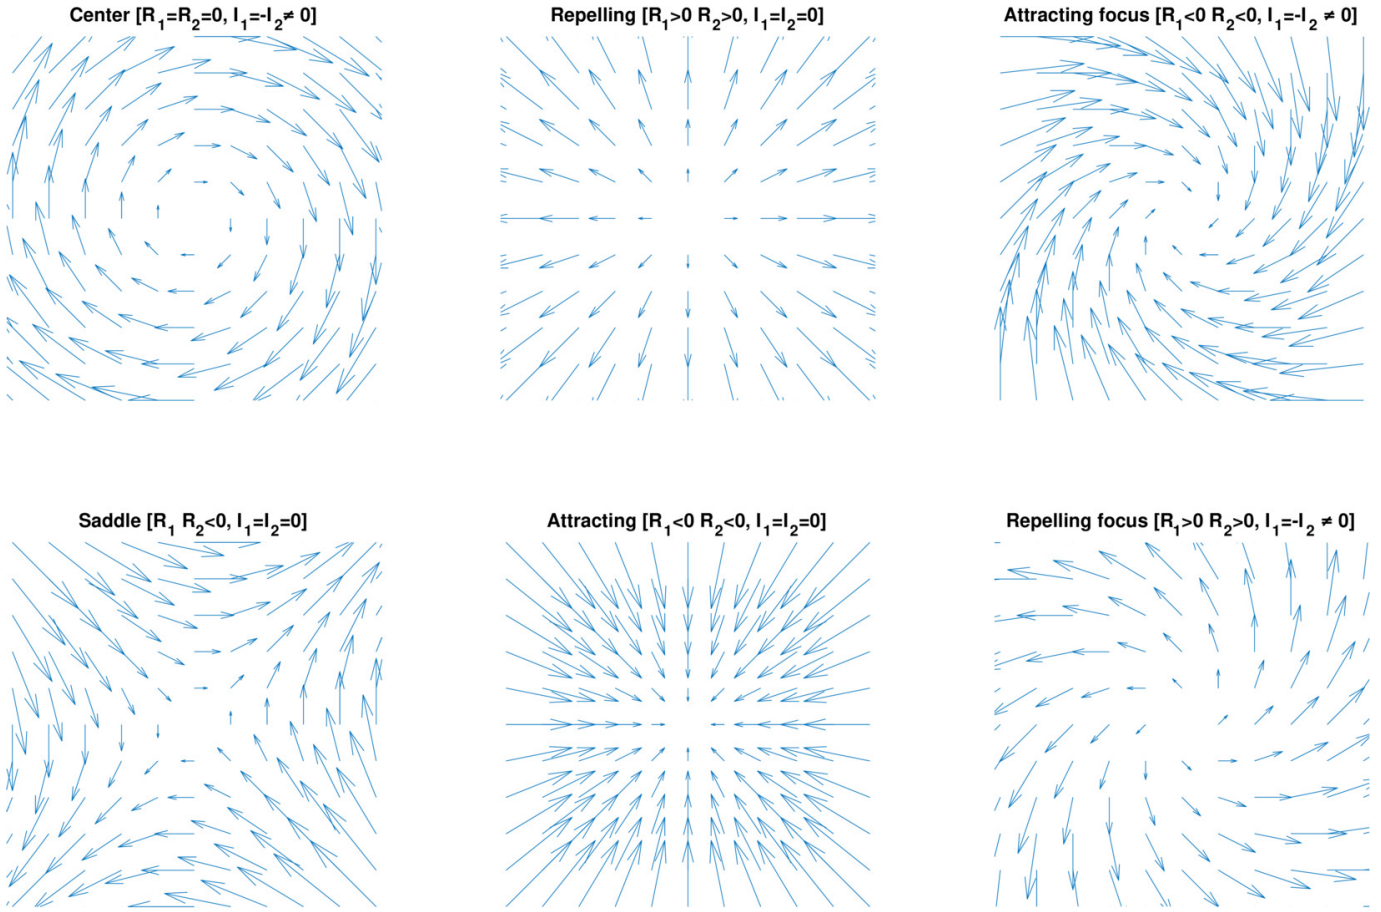 Center [R1=R2=0, I1=-I2≠ 0]
Repelling [R1>0 R2>0, I1=I2=0]
Attracting focus [R1<0 R2<0, I1=-I2 ≠ 0]
Saddle [R1 R2<0, I1=I2=0]
Attracting [R1<0 R2<0, I1=I2=0]
Repelling focus [R1>0 R2>0, I1=-I2 ≠ 0]